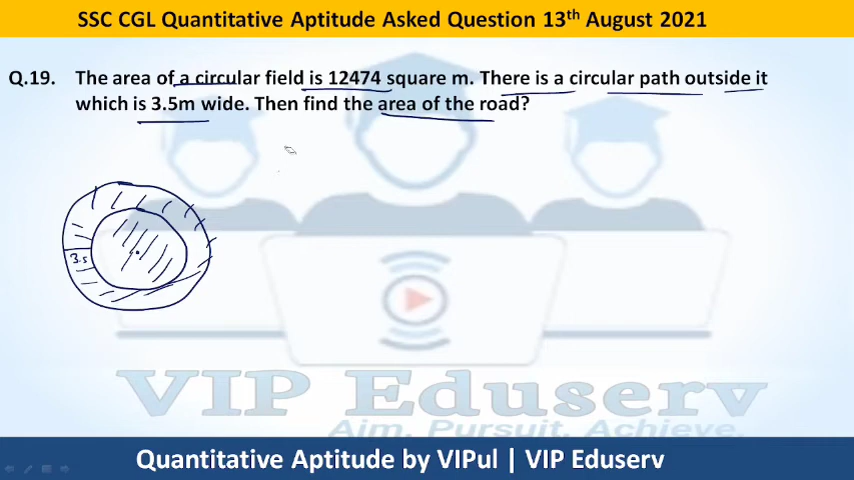 SSC CGL Quantitative Aptitude Asked Question 13th August 2021
Q.19. The area of a circular field is 12474 square m. There is a circular path outside it
which is 3.5m wide. Then find the area of the road?
3.5
VIP Eduserv
Aim. Pursuit. Achieve.
Quantitative Aptitude by VIPul | VIP Eduserv